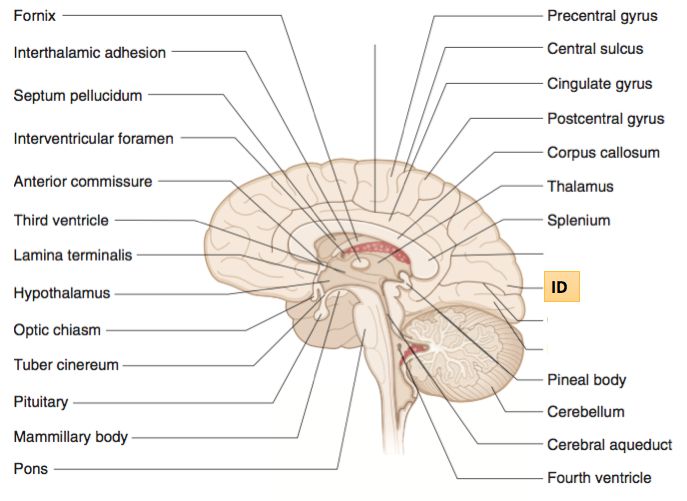 Fornix
Interthalamic adhesion
Septum pellucidum
Interventricular foramen
Anterior commissure
Third ventricle
Lamina terminalis
Hypothalamus
Optic chiasm
Tuber cinereum
Pituitary
Mammillary body
Pons
Precentral gyrus
Central sulcus
Cingulate gyrus
Postcentral gyrus
Corpus callosum
Thalamus
Splenium
ID
Pineal body
Cerebellum
Cerebral aqueduct
Fourth ventricle